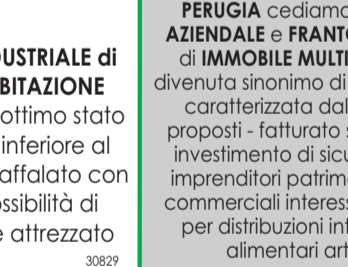 DUSTRIALE di
BITAZIONE
ottimo stato
inferiore al
affalato con
ssibilità di
e attrezzato
30829
PERUGIA cediamo
AZIENDALE e FRANTO
di IMMOBILE MULTI
divenuta sinonimo di
caratterizzata dal
proposti - fatturato s
investimento di sicu
imprenditori patrim
commerciali interess
per distribuzioni int
alimentari art